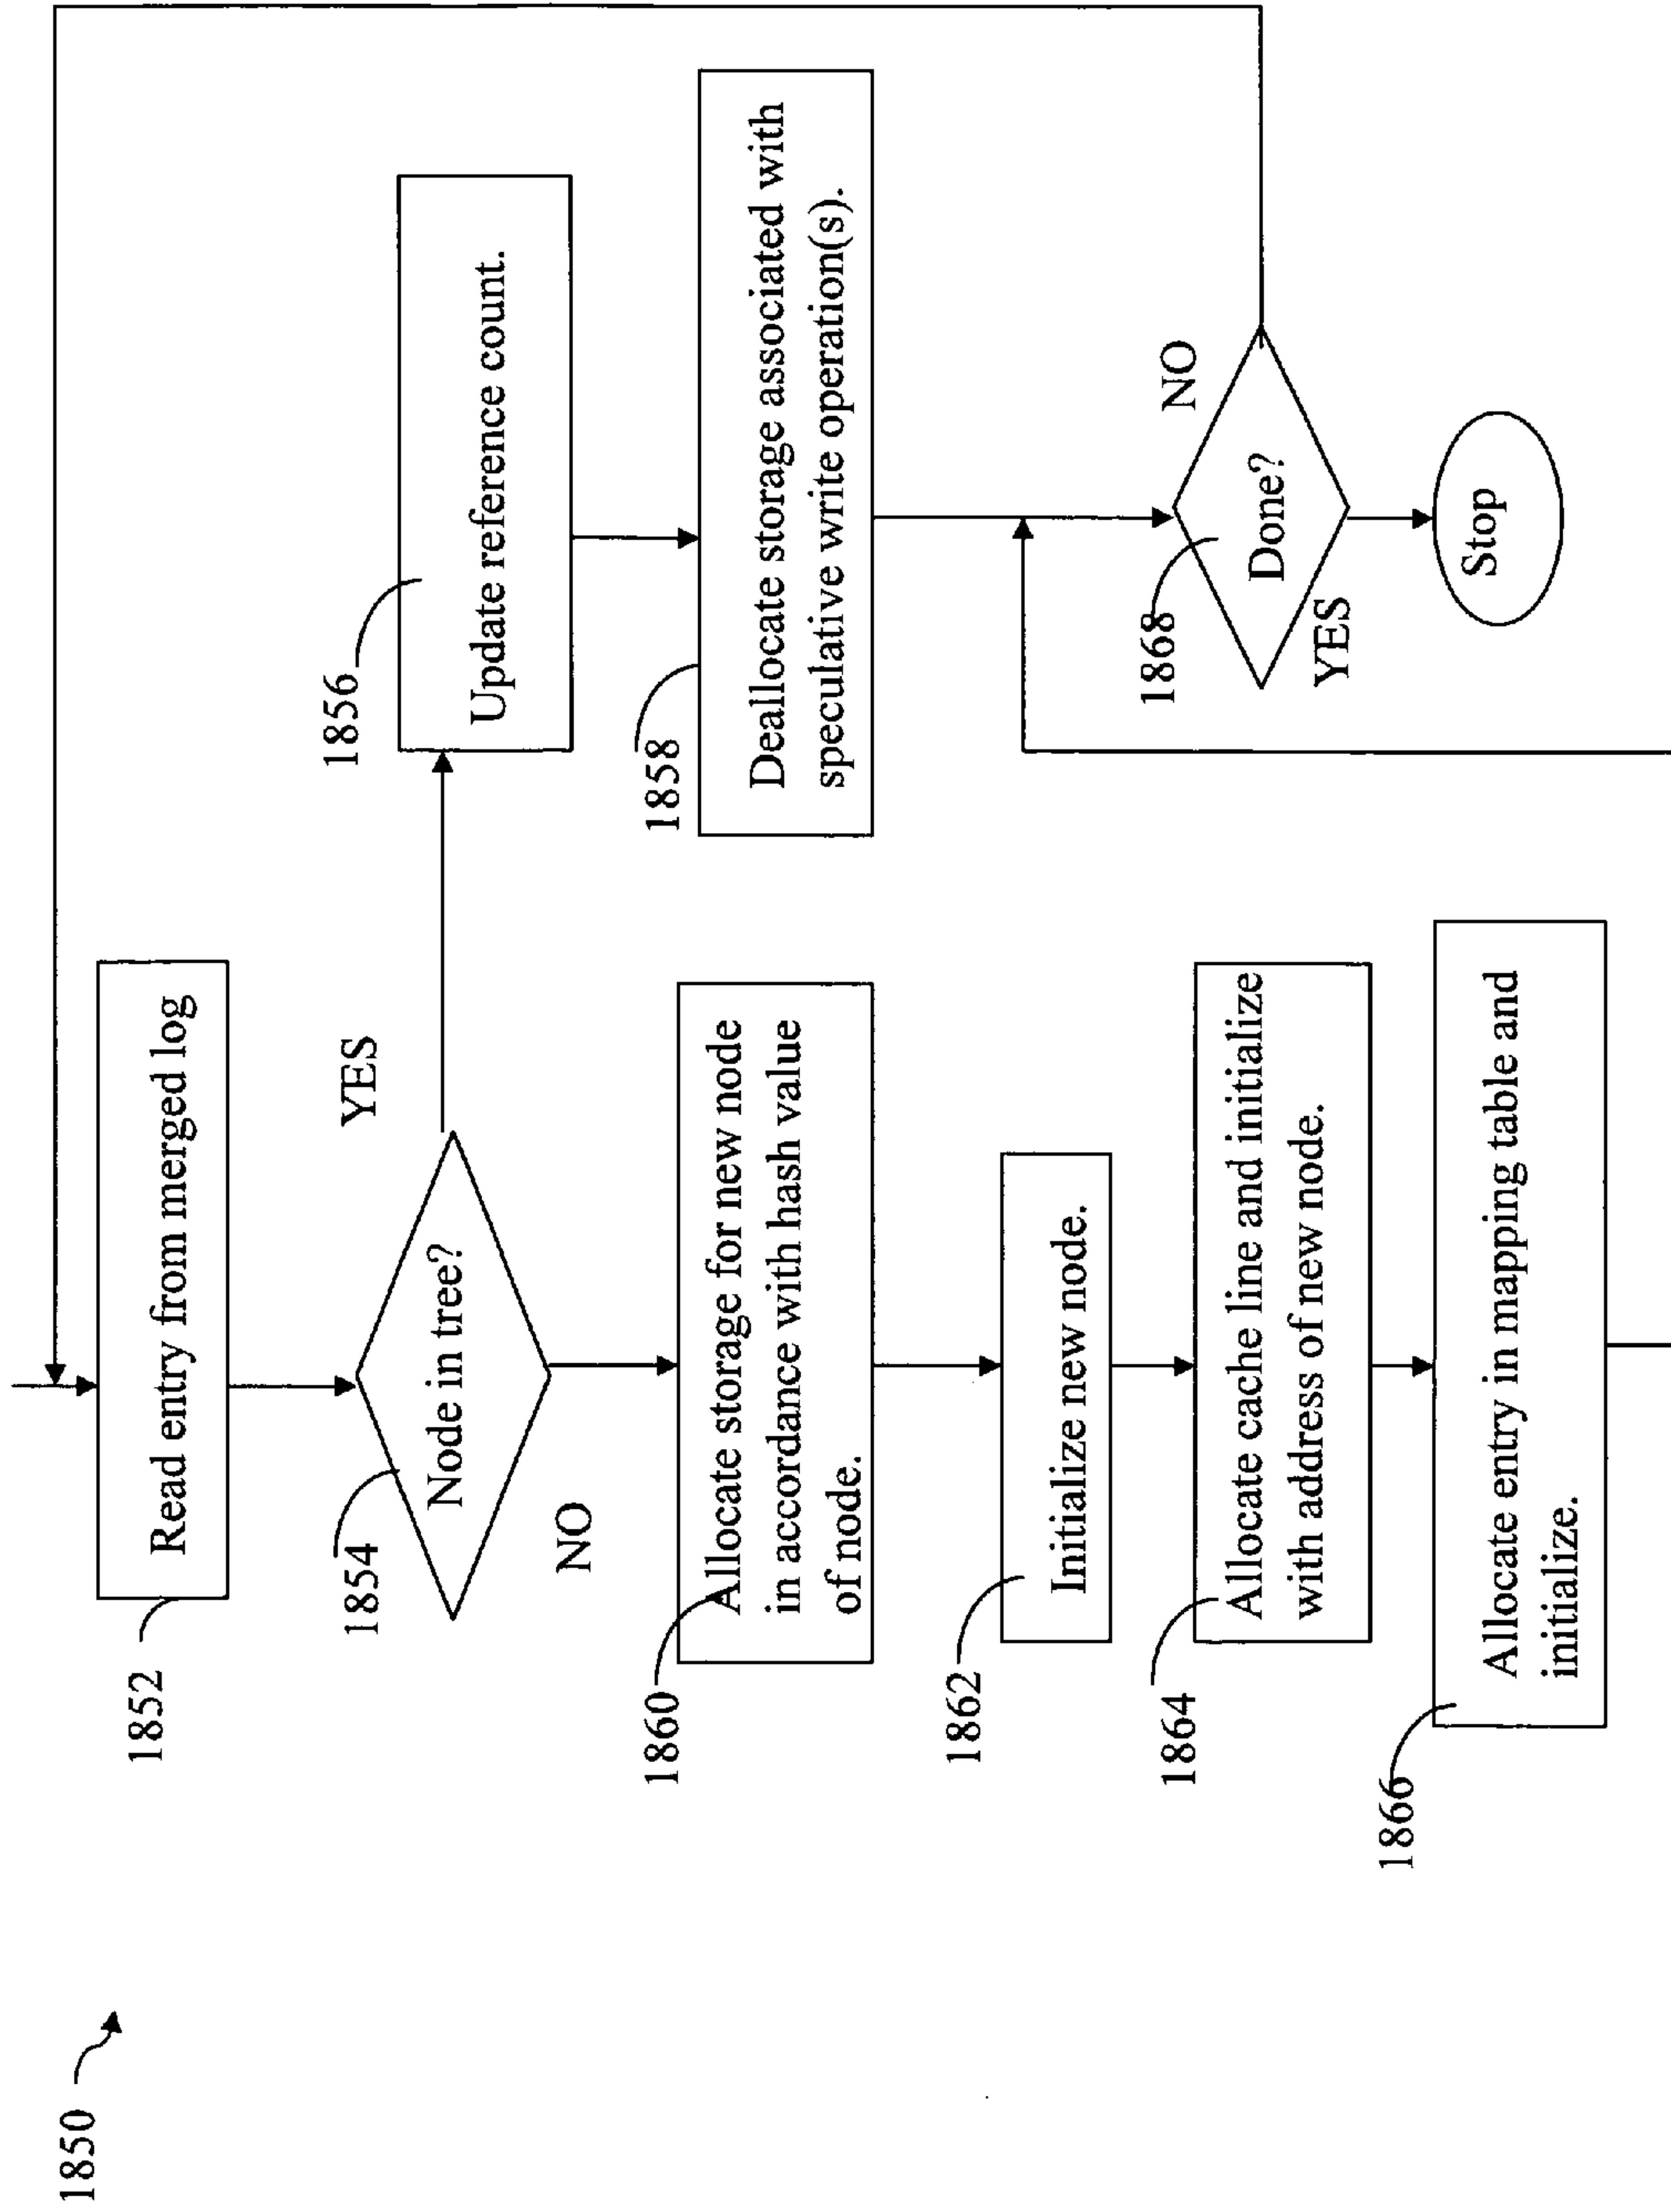 1850
1852
Read entry from merged log
1854
Node in tree?
YES
NO
1856
Update reference count.
1858
Deallocate storage associated with
speculative write operation(s).
1860
Allocate storage for new node
in accordance with hash value
of node.
1862
Initialize new node.
1864
Allocate cache line and initialize
with address of new node.
1866
Allocate entry in mapping table and
initialize.
1868
Done?
NO
YES
Stop